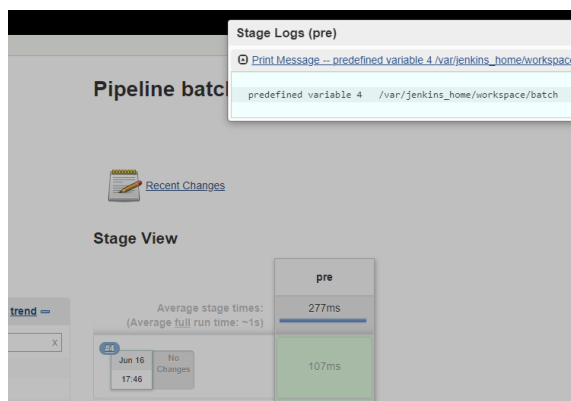 Stage Logs (pre)
Print Message -- predefined variable 4 /var/jenkins_home/workspace
predefined variable 4 /var/jenkins_home/workspace/batch
Pipeline batc
Recent Changes
Stage View
pre
Average stage times:
277ms
(Average full run time: ~1s)
trend
x
#4
Jun 16
17:46
No
Changes
107ms